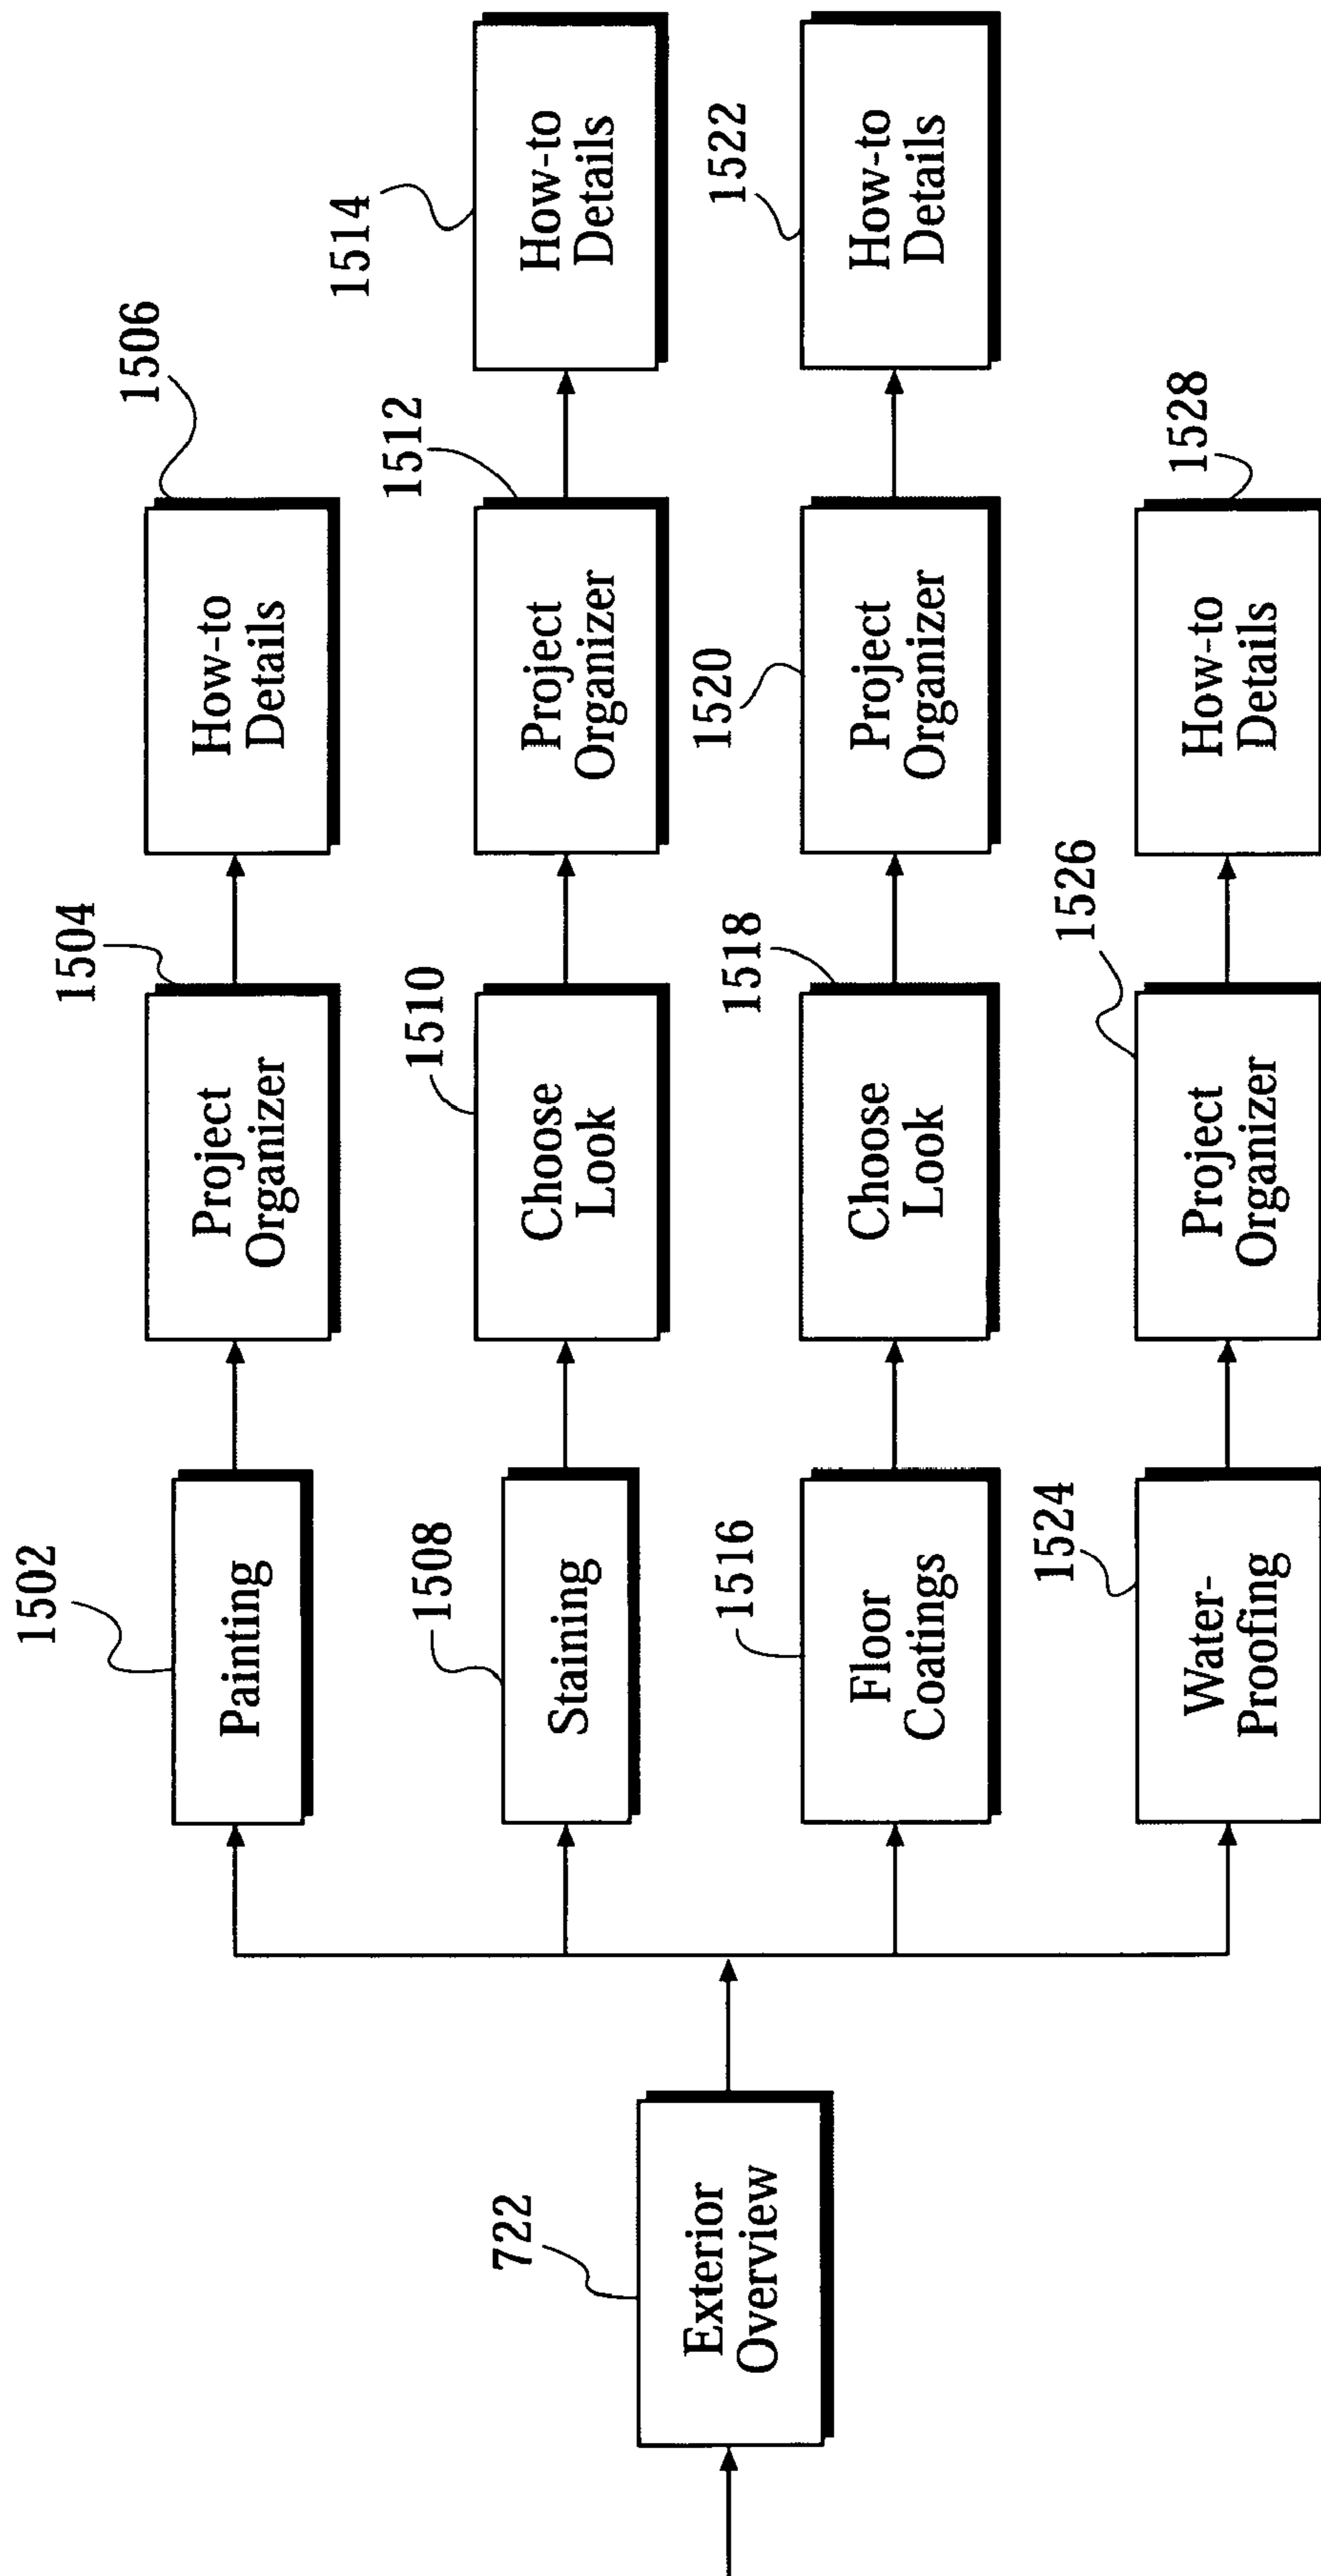 722
Exterior
Overview
1502
Painting
1504
Project
Organizer
1506
How-to
Details
1508
Staining
1510
Choose
Look
1512
Project
Organizer
1514
How-to
Details
1516
Floor
Coatings
1518
Choose
Look
1520
Project
Organizer
1522
How-to
Details
1524
Water-
Proofing
1526
Project
Organizer
1528
How-to
Details